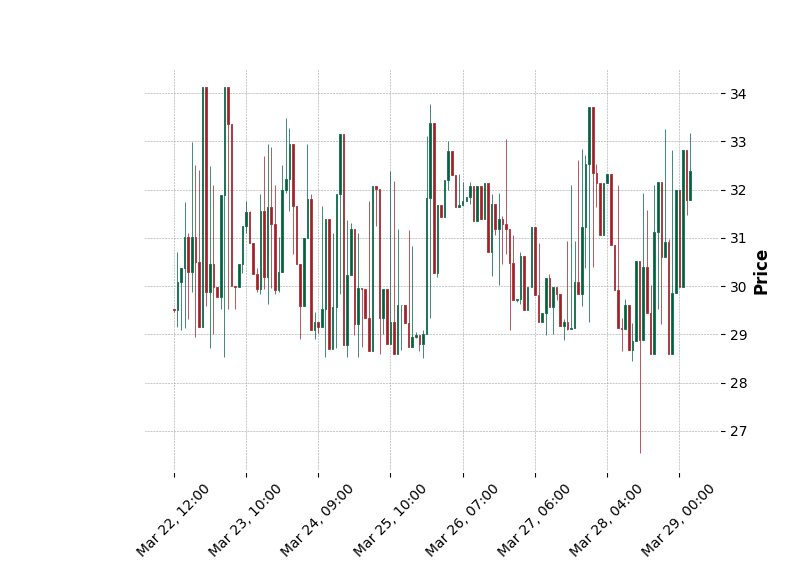 34
33
32
31
30
29
28
27
Price
Mar 22, 12:00
Mar 23, 10:00
Mar 24, 09:00
Mar 25, 10:00
Mar 26, 07:00
Mar 27, 06:00
Mar 28, 04:00
Mar 29, 00:00